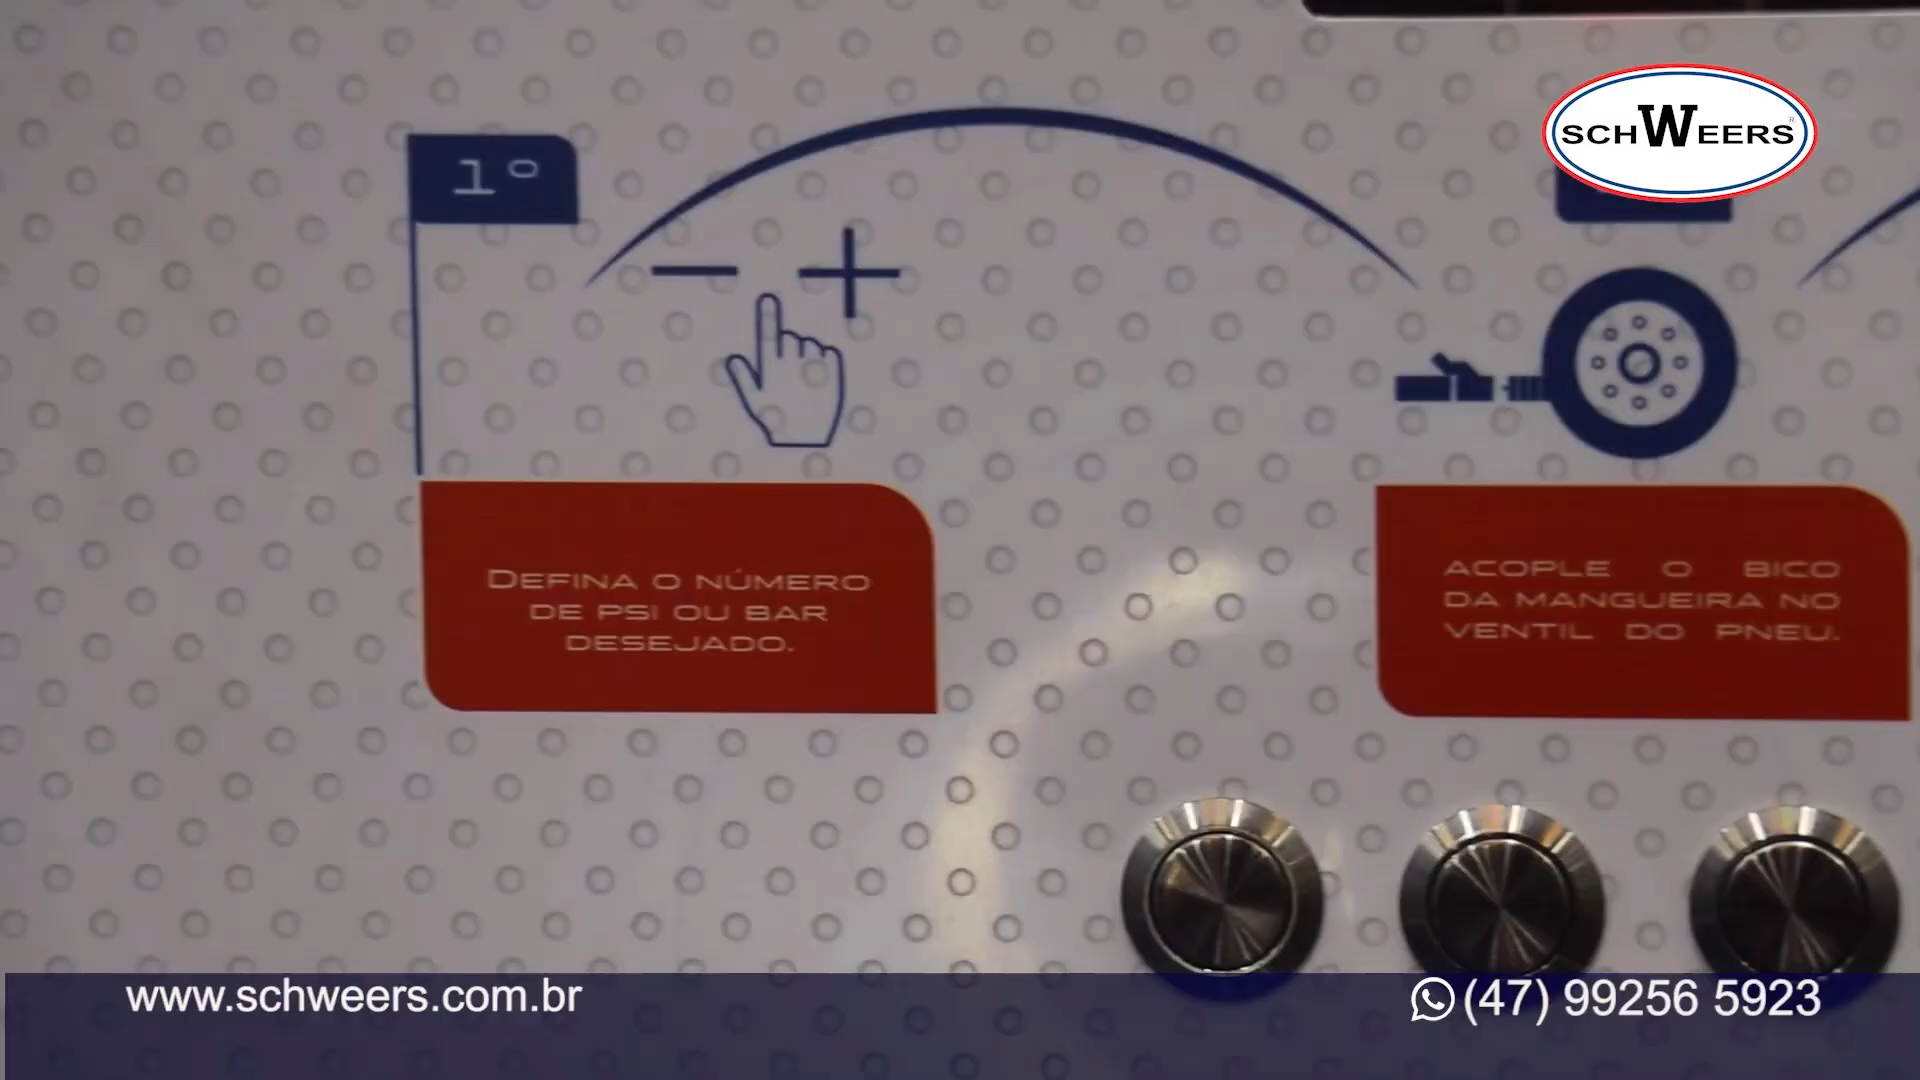 SCHWEERS
1º
DEFINA O NÚMERO
DE PSI OU BAR
DESEJADO.
ACOPLE O BICO
DA MANGUEIRA NO
VENTIL DO PNEU.
www.schweers.com.br
(47) 99256 5923